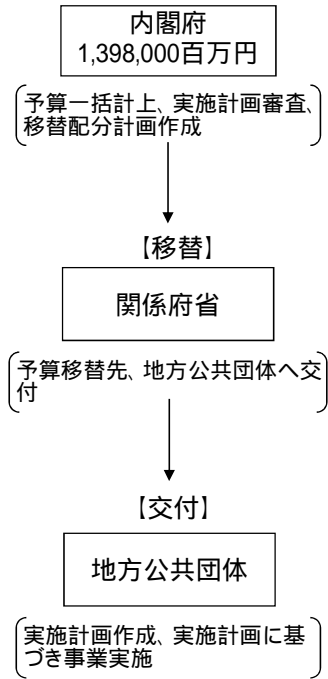 内閣府
1,398,000百万円
予算一括計上、実施計画審査、
移替配分計画作成
【移替】
関係府省
予算移替先、地方公共団体へ交
付
【交付】
地方公共団体
実施計画作成、実施計画に基
づき事業実施